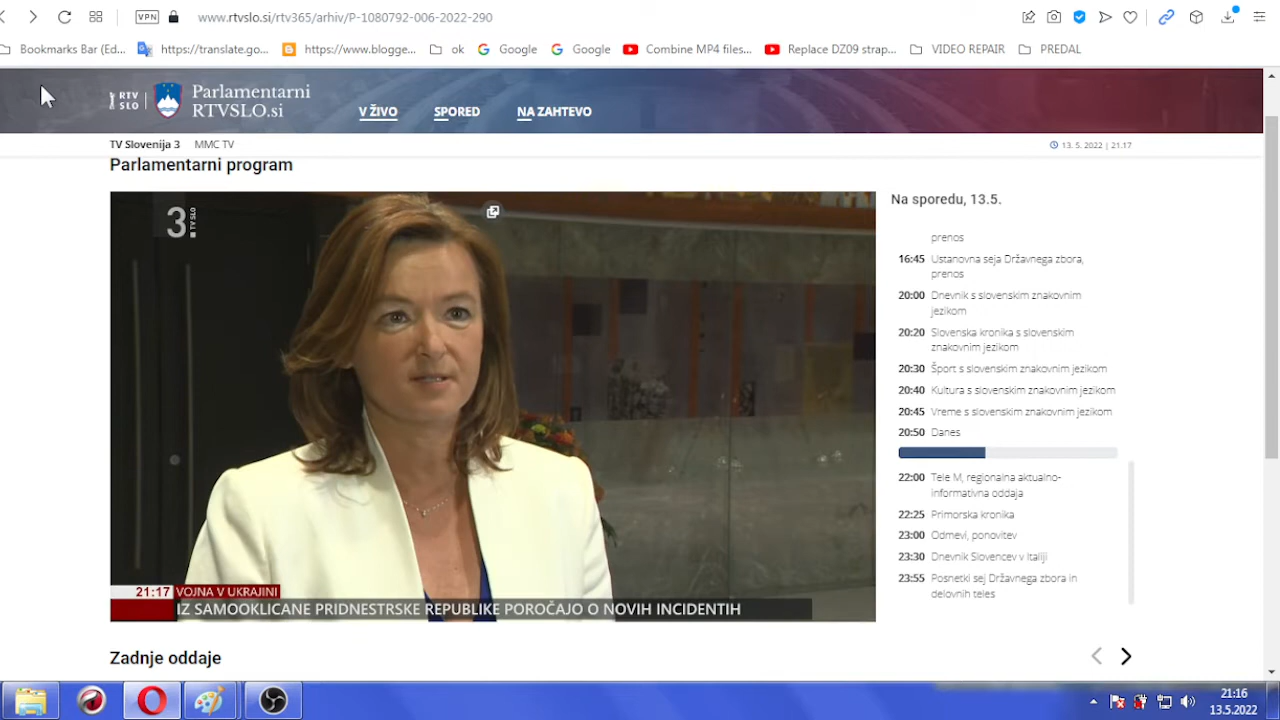 VPN
www.rtvslo.si/rtv365/arhiv/P-1080792-006-2022-290
Bookmarks Bar (Ed...
https://translate.go...
https://www.blogge...
ok
Google
Google
Combine MP4 files...
Replace DZ09 strap...
VIDEO REPAIR
PREDAL
RTV
SLO
Parlamentarni
RTVSLO.si
V ŽIVO
SPORED
NA ZAHTEVO
TV Slovenija 3
MMC TV
13. 5. 2022 | 21.17
Parlamentarni program
3
TV SLO
21:17 VOJNA V UKRAJINI
IZ SAMOOKLICANE PRIDNESTRSKE REPUBLIKE POROČAJO O NOVIH INCIDENTIH
Na sporedu, 13.5.
prenos
16:45 Ustanovna seja Državnega zbora,
prenos
20:00 Dnevnik s slovenskim znakovnim
jezikom
20:20 Slovenska kronika s slovenskim
znakovnim jezikom
20:30 Šport s slovenskim znakovnim jezikom
20:40 Kultura s slovenskim znakovnim jezikom
20:45 Vreme s slovenskim znakovnim jezikom
20:50 Danes
22:00 Tele M, regionalna aktualno-
informativna oddaja
22:25 Primorska kronika
23:00 Odmevi, ponovitev
23:30 Dnevnik Slovencev v Italiji
23:55 Posnetki sej Državnega zbora in
delovnih teles
Zadnje oddaje
21:16
13.5.2022